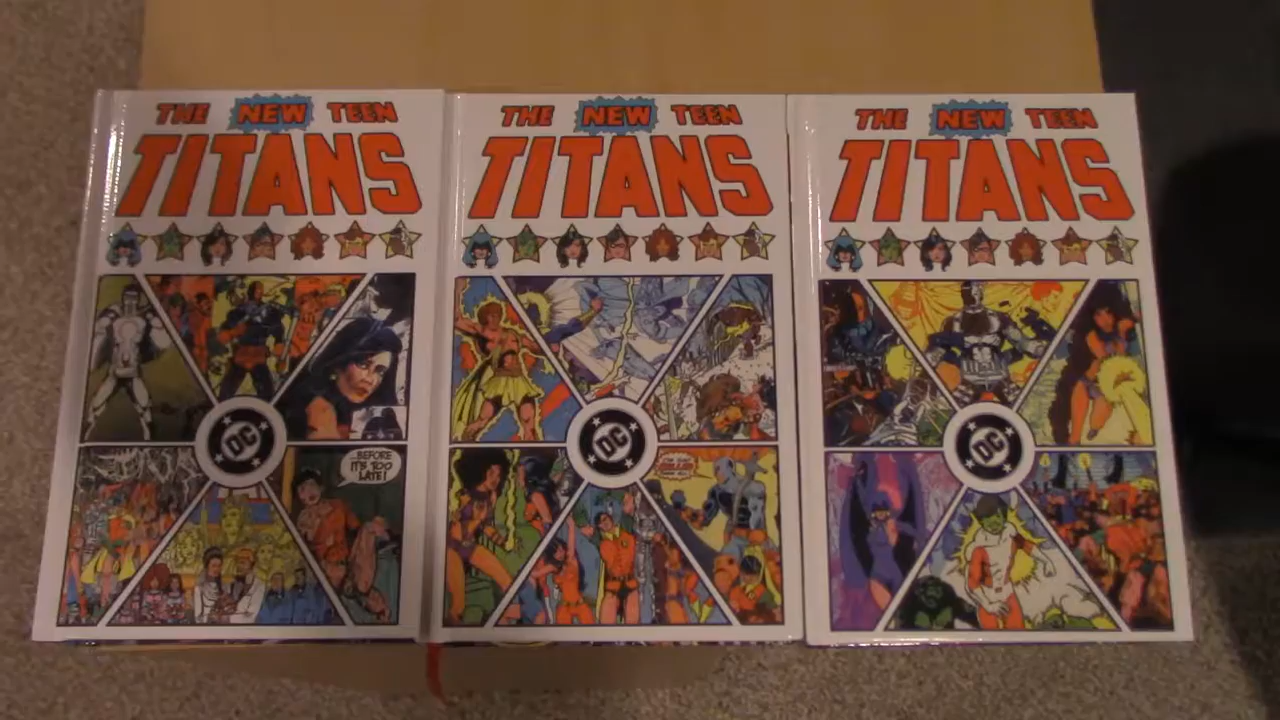 THE NEW TEEN
TITANS
DC
...BEFORE
IT'S TOO
LATE!
THE NEW TEEN
TITANS
DC
THE NEW TEEN
TITANS
DC